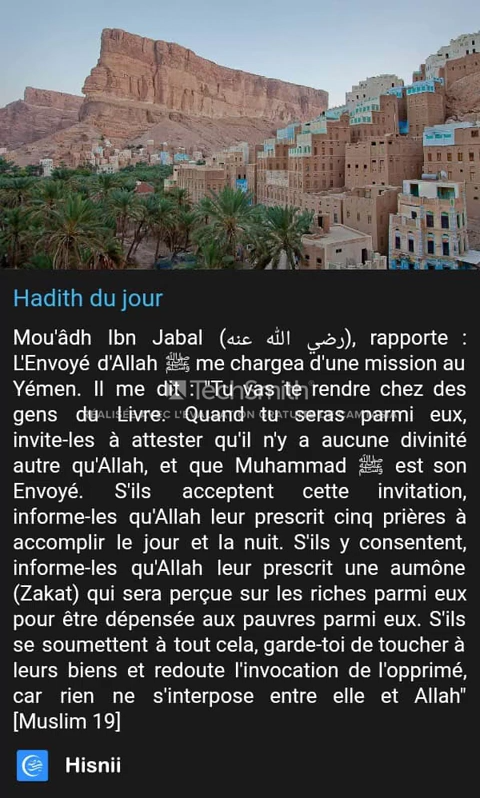 Hadith du jour
Mou'âdh Ibn Jabal (رضي الله عنه), rapporte :
L'Envoyé d'Allah ﷺ me chargea d'une mission au
Yémen. Il me dit : "Tu vas te rendre chez des
gens du Livre. Quand tu seras parmi eux,
invite-les à attester qu'il n'y a aucune divinité
autre qu'Allah, et que Muhammad ﷺ est son
Envoyé. S'ils acceptent cette invitation,
informe-les qu'Allah leur prescrit cinq prières à
accomplir le jour et la nuit. S'ils y consentent,
informe-les qu'Allah leur prescrit une aumône
(Zakat) qui sera perçue sur les riches parmi eux
pour être dépensée aux pauvres parmi eux. S'ils
se soumettent à tout cela, garde-toi de toucher à
leurs biens et redoute l'invocation de l'opprimé,
car rien ne s'interpose entre elle et Allah"
[Muslim 19]
TechSmith
Hisnii